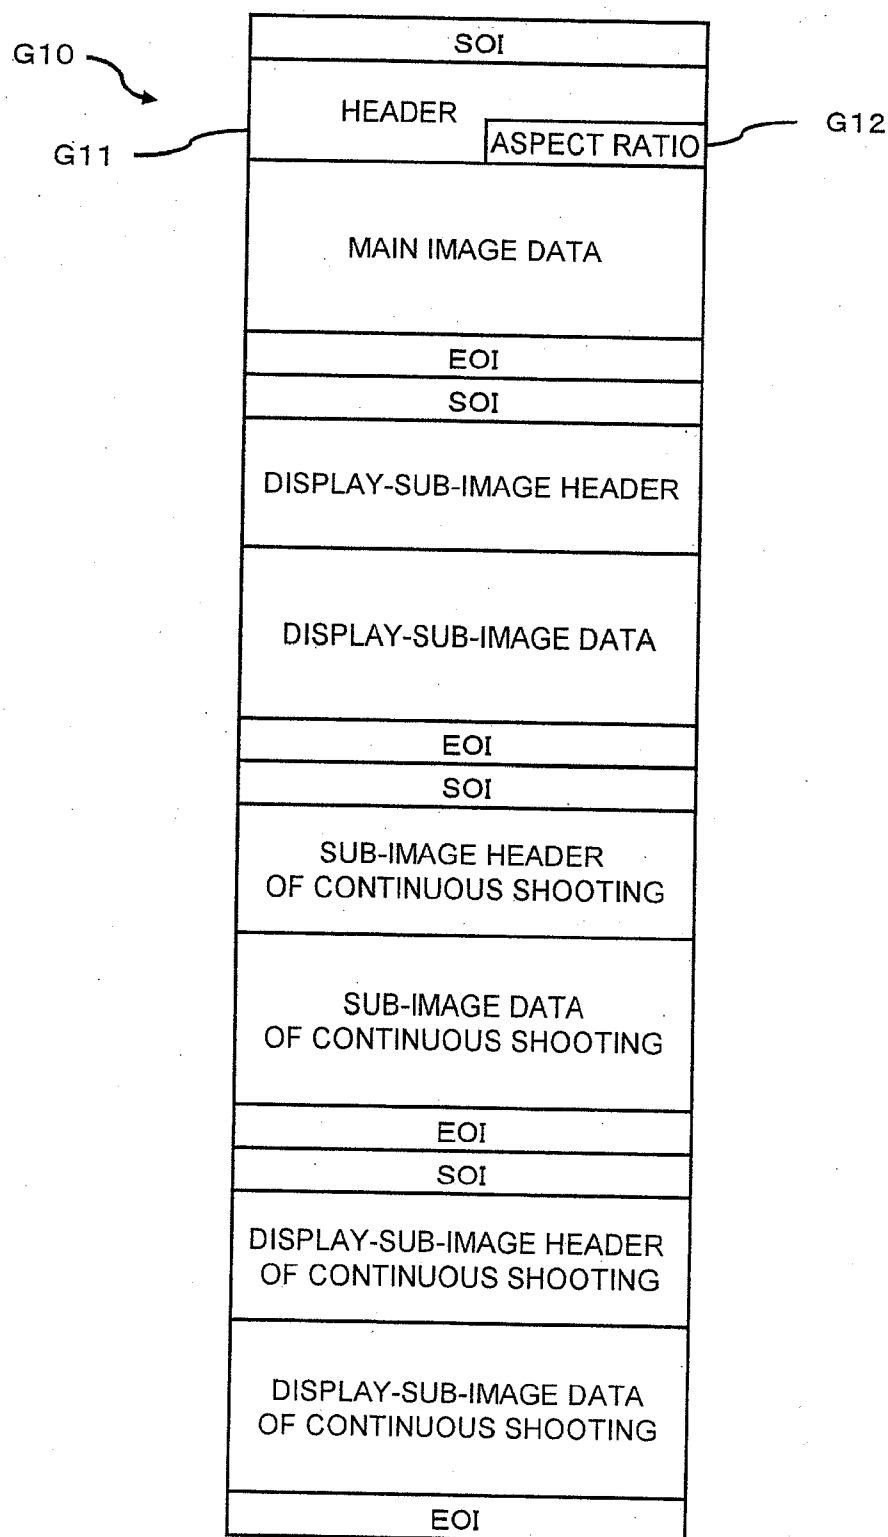 SOI
G10
HEADER
G12
ASPECT RATIO
G11
MAIN IMAGE DATA
EOI
SOI
DISPLAY-SUB-IMAGE HEADER
DISPLAY-SUB-IMAGE DATA
EOI
SOI
SUB-IMAGE HEADER
OF CONTINUOUS SHOOTING
SUB-IMAGE DATA
OF CONTINUOUS SHOOTING
EOI
SOI
DISPLAY-SUB-IMAGE HEADER
OF CONTINUOUS SHOOTING
DISPLAY-SUB-IMAGE DATA
OF CONTINUOUS SHOOTING
EOI